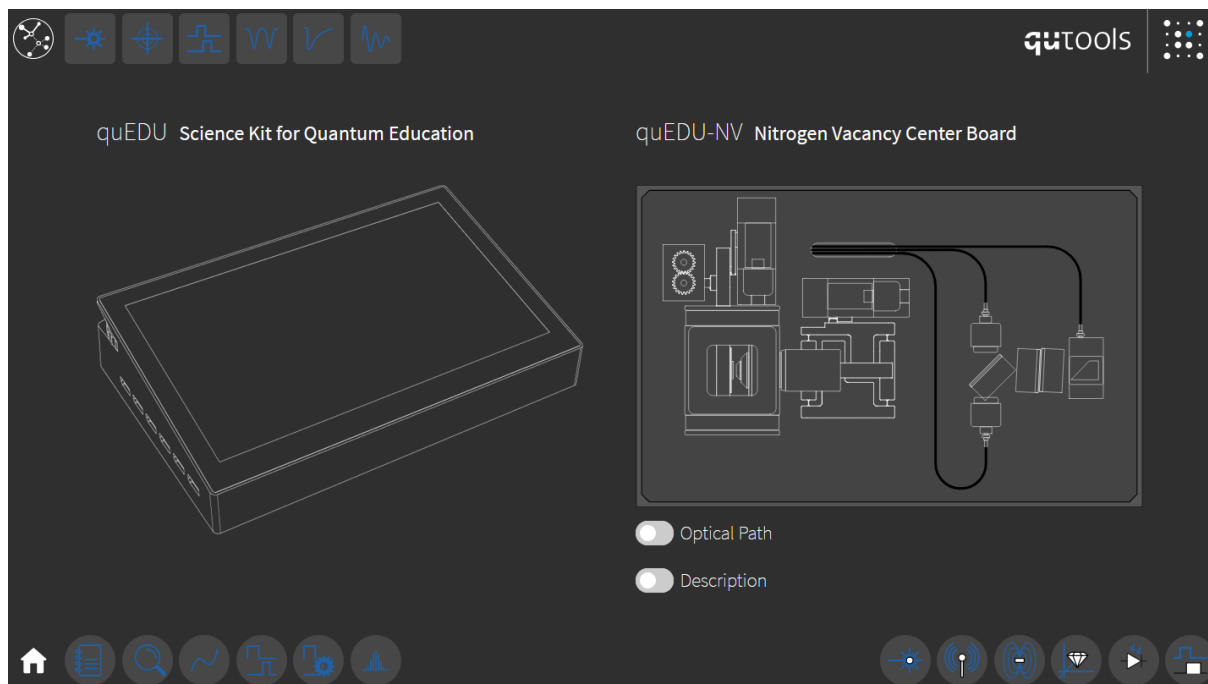 qutools
quEDU Science Kit for Quantum Education
quEDU-NV Nitrogen Vacancy Center Board
Optical Path
Description